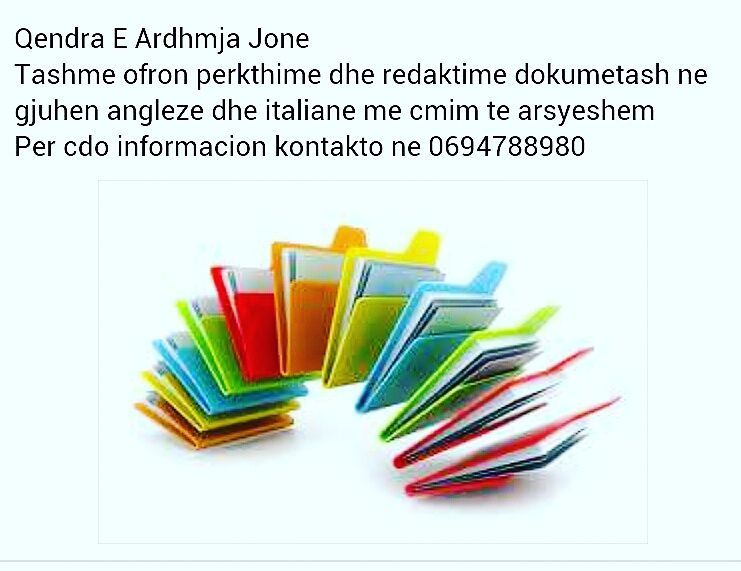 Qendra E Ardhmja Jone
Tashme ofron perkthime dhe redaktime dokumetash ne
gjuhen angleze dhe italiane me cmim te arsyeshem
Per cdo informacion kontakto ne 0694788980